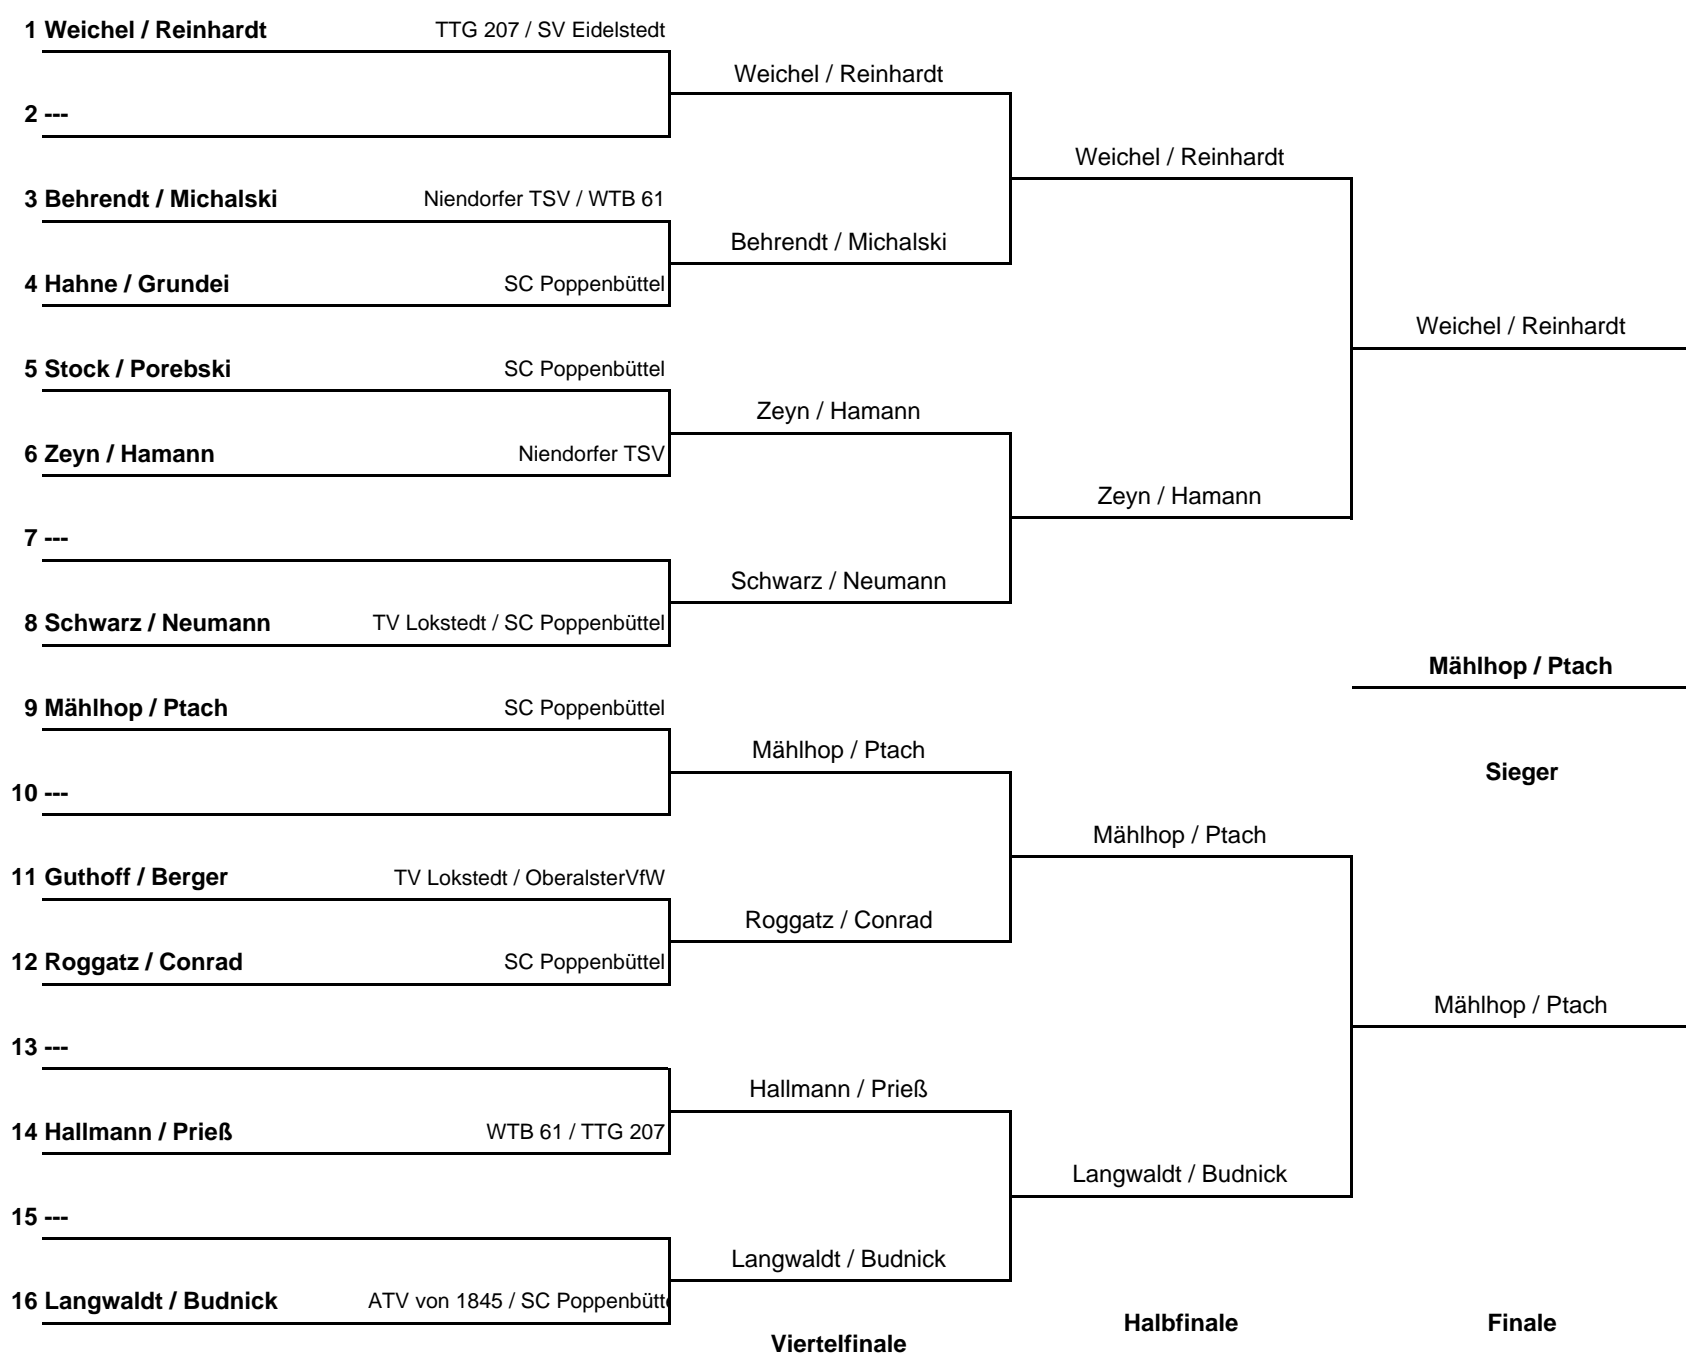 1 Weichel / Reinhardt TTG 207 / SV Eidelstedt
Weichel / Reinhardt
2 ---
Weichel / Reinhardt
3 Behrendt / Michalski Niendorfer TSV / WTB 61
Behrendt / Michalski
4 Hahne / Grundei SC Poppenbüttel
Weichel / Reinhardt
5 Stock / Porebski SC Poppenbüttel
Zeyn / Hamann
6 Zeyn / Hamann Niendorfer TSV
Zeyn / Hamann
7 ---
Schwarz / Neumann
8 Schwarz / Neumann TV Lokstedt / SC Poppenbüttel
Mählhop / Ptach
9 Mählhop / Ptach SC Poppenbüttel
Mählhop / Ptach
Sieger
10 ---
Mählhop / Ptach
11 Guthoff / Berger TV Lokstedt / OberalsterVfW
Roggatz / Conrad
12 Roggatz / Conrad SC Poppenbüttel
Mählhop / Ptach
13 ---
Hallmann / Prieß
14 Hallmann / Prieß WTB 61 / TTG 207
Langwaldt / Budnick
15 ---
Langwaldt / Budnick
16 Langwaldt / Budnick ATV von 1845 / SC Poppenbütte
Halbfinale Finale
Viertelfinale